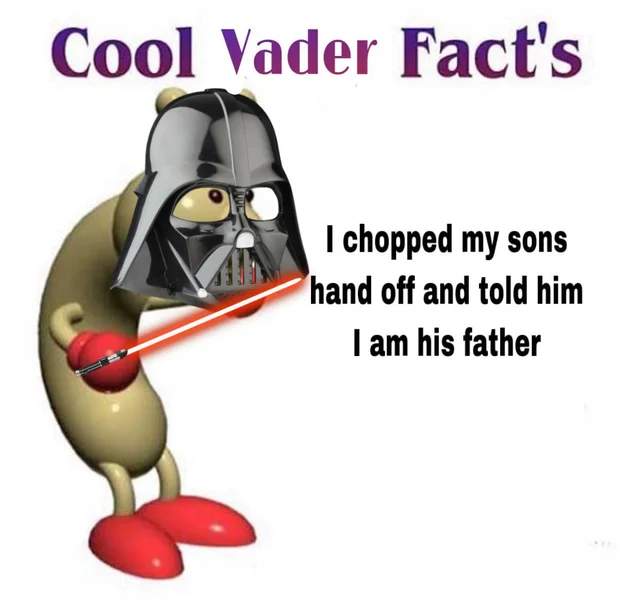 Cool Vader Fact's
I chopped my sons
hand off and told him
I am his father